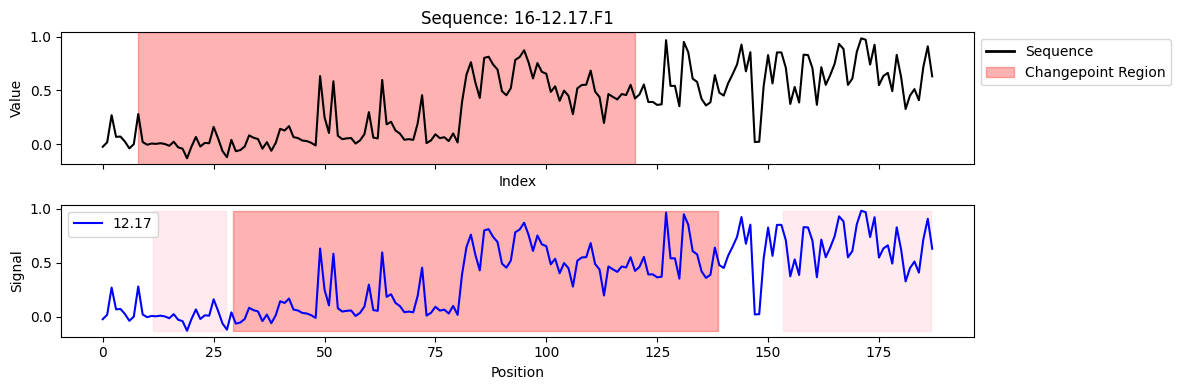 Sequence: 16-12.17.F1
1.0
0.5
0.0
Value
Index
Sequence
Changepoint Region
1.0
0.5
0.0
Signal
12.17
0 25 50 75 100 125 150 175
Position